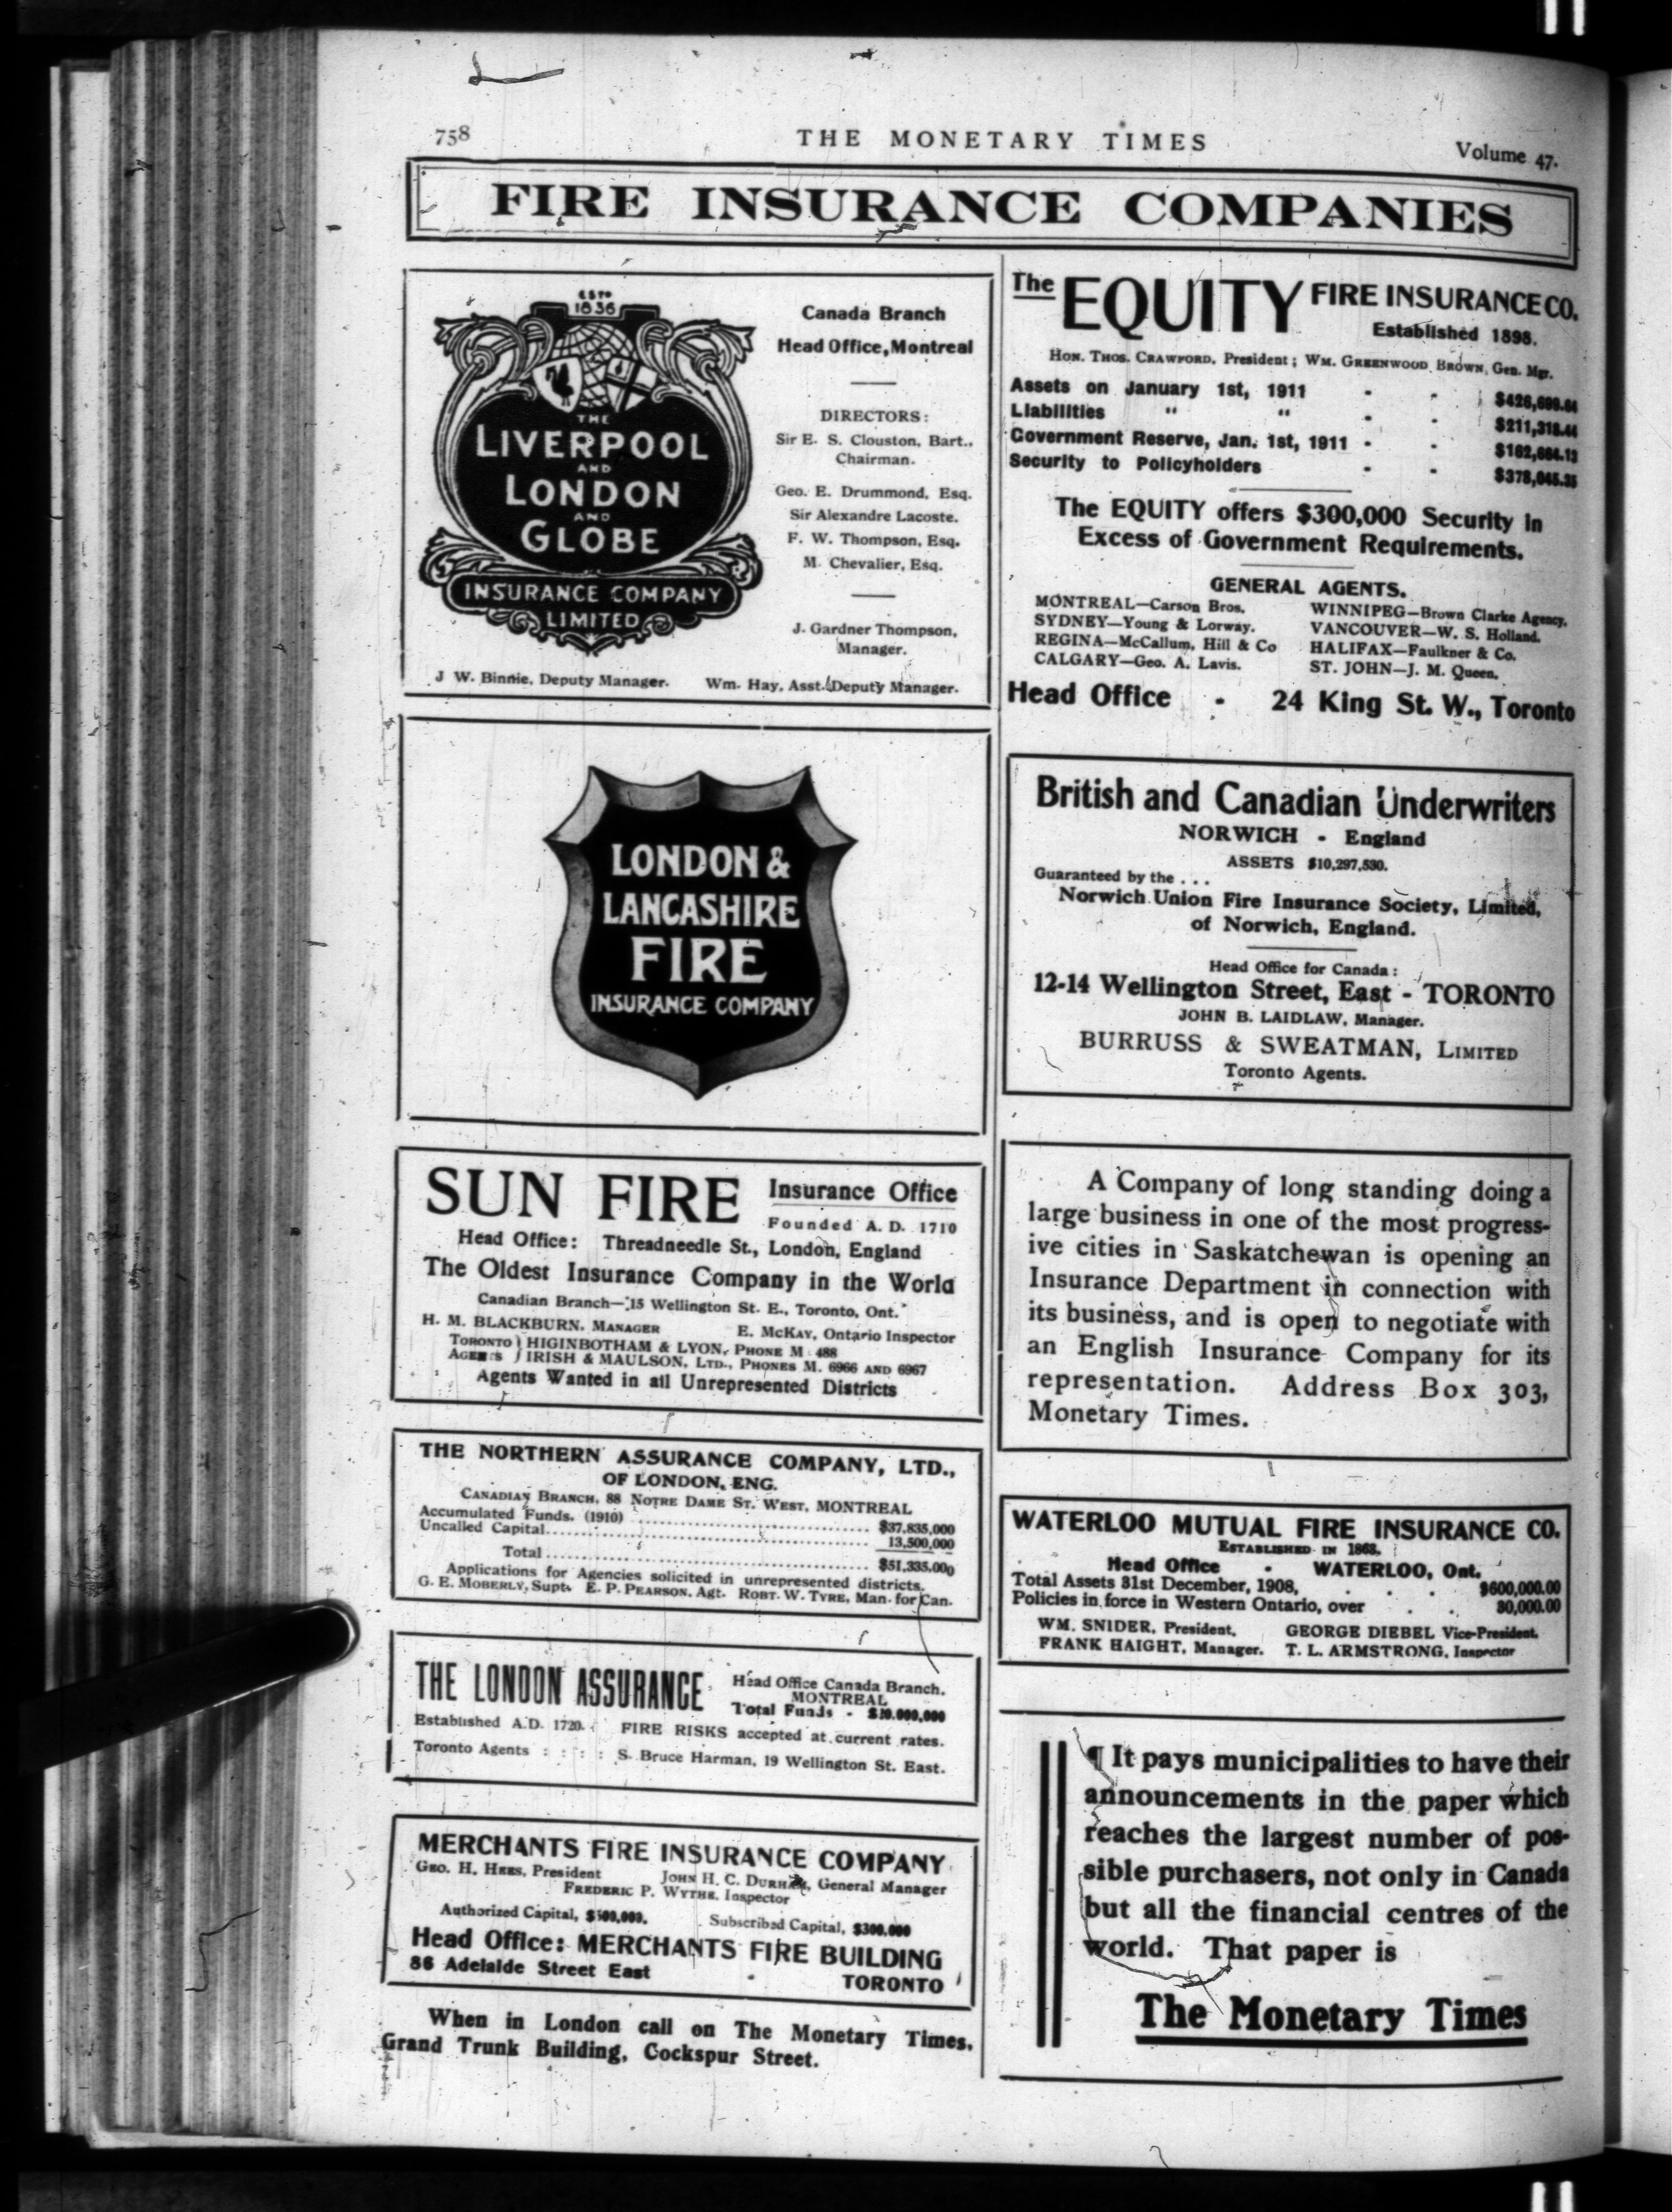 758
THE MONETARY TIMES
Volume 47.
FIRE INSURANCE COMPANIES
ESTD
1836
THE
LIVERPOOL
AND
LONDON
AND
GLOBE
INSURANCE COMPANY
LIMITED
Canada Branch
Head Office, Montreal
DIRECTORS:
Sir E. S. Clouston, Bart.,
Chairman.
Geo. E. Drummond, Esq.
Sir Alexandre Lacoste.
F. W. Thompson, Esq.
M. Chevalier, Esq.
J. Gardner Thompson,
Manager.
J W. Binnie, Deputy Manager. Wm. Hay, Asst. Deputy Manager.
LONDON &
LANCASHIRE
FIRE
INSURANCE COMPANY
SUN FIRE Insurance Office
Founded A. D. 1710
Head Office: Threadneedle St., London, England
The Oldest Insurance Company in the World
Canadian Branch—15 Wellington St. E., Toronto, Ont.
H. M. BLACKBURN, MANAGER E. McKAY, Ontario Inspector
TORONTO } HIGINBOTHAM & LYON, PHONE M 488
AGENTS } IRISH & MAULSON, LTD., PHONES M. 6966 AND 6967
Agents Wanted in all Unrepresented Districts
THE NORTHERN ASSURANCE COMPANY, LTD.,
OF LONDON, ENG.
CANADIAN BRANCH, 88 NOTRE DAME ST. WEST, MONTREAL
Accumulated Funds. (1910) $37,835,000
Uncalled Capital 13,500,000
Total $51,335,000
Applications for Agencies solicited in unrepresented districts.
G. E. MOBERLY, Supt. E. P. PEARSON, Agt. ROBT. W. TYRE, Man. for Can.
THE LONDON ASSURANCE
Head Office Canada Branch.
MONTREAL
Total Funds - $20,000,000
Established A.D. 1720. FIRE RISKS accepted at current rates.
Toronto Agents : : : : S. Bruce Harman, 19 Wellington St. East.
MERCHANTS FIRE INSURANCE COMPANY
GEO. H. HEES, President JOHN H. C. DURHAM, General Manager
FREDERIC P. WYTHE, Inspector
Authorized Capital, $500,000. Subscribed Capital, $300,000
Head Office: MERCHANTS FIRE BUILDING
86 Adelaide Street East TORONTO
When in London call on The Monetary Times,
Grand Trunk Building, Cockspur Street.
The EQUITY FIRE INSURANCE CO.
Established 1898.
HON. THOS. CRAWFORD, President; WM. GREENWOOD BROWN, Gen. Mgr.
Assets on January 1st, 1911 - -
Liabilities " " - - $211,318.44
Government Reserve, Jan. 1st, 1911 - - $162,664.13
Security to Policyholders - - $378,045.35
The EQUITY offers $300,000 Security in
Excess of Government Requirements.
GENERAL AGENTS.
MONTREAL—Carson Bros. WINNIPEG—Brown Clarke Agency.
SYDNEY—Young & Lorway. VANCOUVER—W. S. Holland.
REGINA—McCallum, Hill & Co HALIFAX—Faulkner & Co.
CALGARY—Geo. A. Lavis. ST. JOHN—J. M. Queen.
Head Office - 24 King St. W., Toronto
British and Canadian Underwriters
NORWICH - England
ASSETS $10,297,530.
Guaranteed by the ...
Norwich Union Fire Insurance Society, Limited,
of Norwich, England.
Head Office for Canada:
12-14 Wellington Street, East - TORONTO
JOHN B. LAIDLAW, Manager.
BURRUSS & SWEATMAN, LIMITED
Toronto Agents.
A Company of long standing doing a
large business in one of the most progress-
ive cities in Saskatchewan is opening an
Insurance Department in connection with
its business, and is open to negotiate with
an English Insurance Company for its
representation. Address Box 303,
Monetary Times.
WATERLOO MUTUAL FIRE INSURANCE CO.
ESTABLISHED IN 1863.
Head Office - WATERLOO, Ont.
Total Assets 31st December, 1908, $600,000.00
Policies in force in Western Ontario, over 30,000.00
WM. SNIDER, President, GEORGE DIEBEL Vice-President.
FRANK HAIGHT, Manager. T. L. ARMSTRONG, Inspector
¶ It pays municipalities to have their
announcements in the paper which
reaches the largest number of pos-
sible purchasers, not only in Canada
but all the financial centres of the
world. That paper is
The Monetary Times